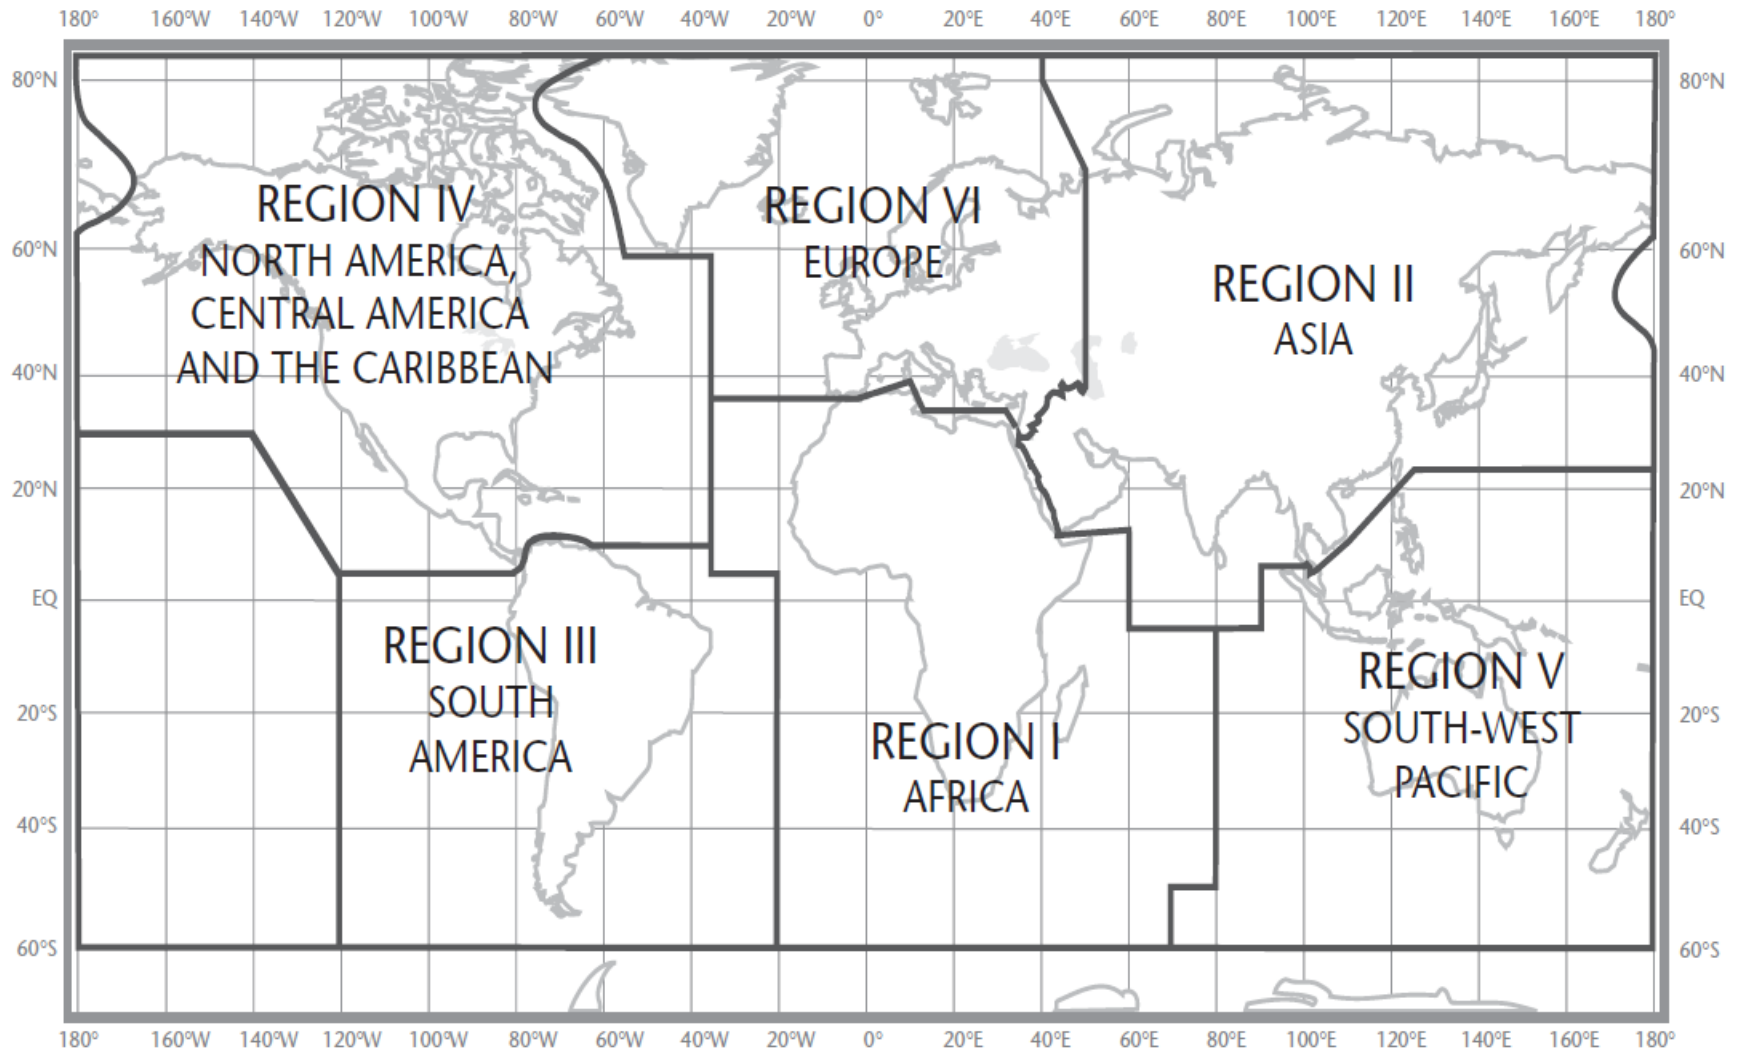 180° 160°W 140°W 120°W 100°W 80°W 60°W 40°W 20°W 0° 20°E 40°E 60°E 80°E 100°E 120°E 140°E 160°E 180°
80°N 80°N
REGION IV
NORTH AMERICA,
CENTRAL AMERICA
AND THE CARIBBEAN
REGION VI
EUROPE
REGION II
ASIA
60°N 60°N
40°N 40°N
20°N 20°N
EQ EQ
REGION III
SOUTH
AMERICA
REGION I
AFRICA
REGION V
SOUTH-WEST
PACIFIC
20°S 20°S
40°S 40°S
60°S 60°S
180° 160°W 140°W 120°W 100°W 80°W 60°W 40°W 20°W 0° 20°E 40°E 60°E 80°E 100°E 120°E 140°E 160°E 180°